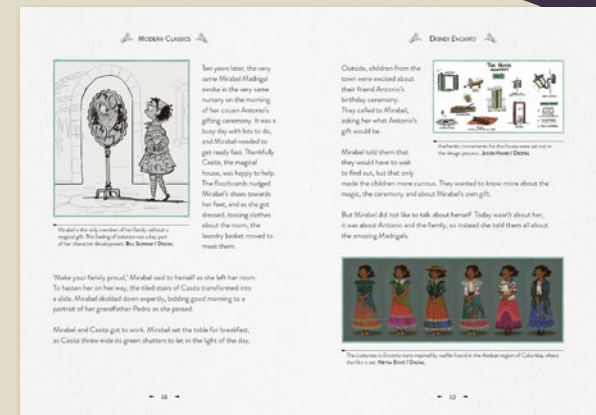 MODERN CLASSICS
Ten years later, the very
same Mirabel Madrigal
awoke in the very same
nursery on the morning
of her cousin Antonio's
gifting ceremony. It was a
busy day with lots to do,
and Mirabel needed to
get ready fast. Thankfully
Casita, the magical
house, was happy to help.
The floorboards nudged
Mirabel's shoes towards
her feet, and as she got
dressed, tossing clothes
about the room, the
laundry basket moved to
meet them.
Mirabel is the only member of her family without a
magical gift. This feeling of isolation was a key part
of her character development. BILL SCHWAB / DIGITAL
'Make your family proud,' Mirabel said to herself as she left her room.
To hasten her on her way, the tiled stairs of Casita transformed into
a slide. Mirabel skidded down expertly, bidding good morning to a
portrait of her grandfather Pedro as she passed.
Mirabel and Casita got to work. Mirabel set the table for breakfast,
as Casita threw wide its green shutters to let in the light of the day.
52
DISNEY ENCANTO
Outside, children from the
town were excited about
their friend Antonio's
birthday ceremony.
They called to Mirabel,
asking her what Antonio's
gift would be.
THE HOUSE
Authentic movements for the house were set out in
the design process. JASON HAND / DIGITAL
Mirabel told them that
they would have to wait
to find out, but that only
made the children more curious. They wanted to know more about the
magic, the ceremony and about Mirabel's own gift.
But Mirabel did not like to talk about herself. Today wasn't about her,
it was about Antonio and the family, so instead she told them all about
the amazing Madrigals.
The costumes in Encanto were inspired by outfits found in the Andean region of Colombia, where
the film is set. NEYSA BOVÉ / DIGITAL
53